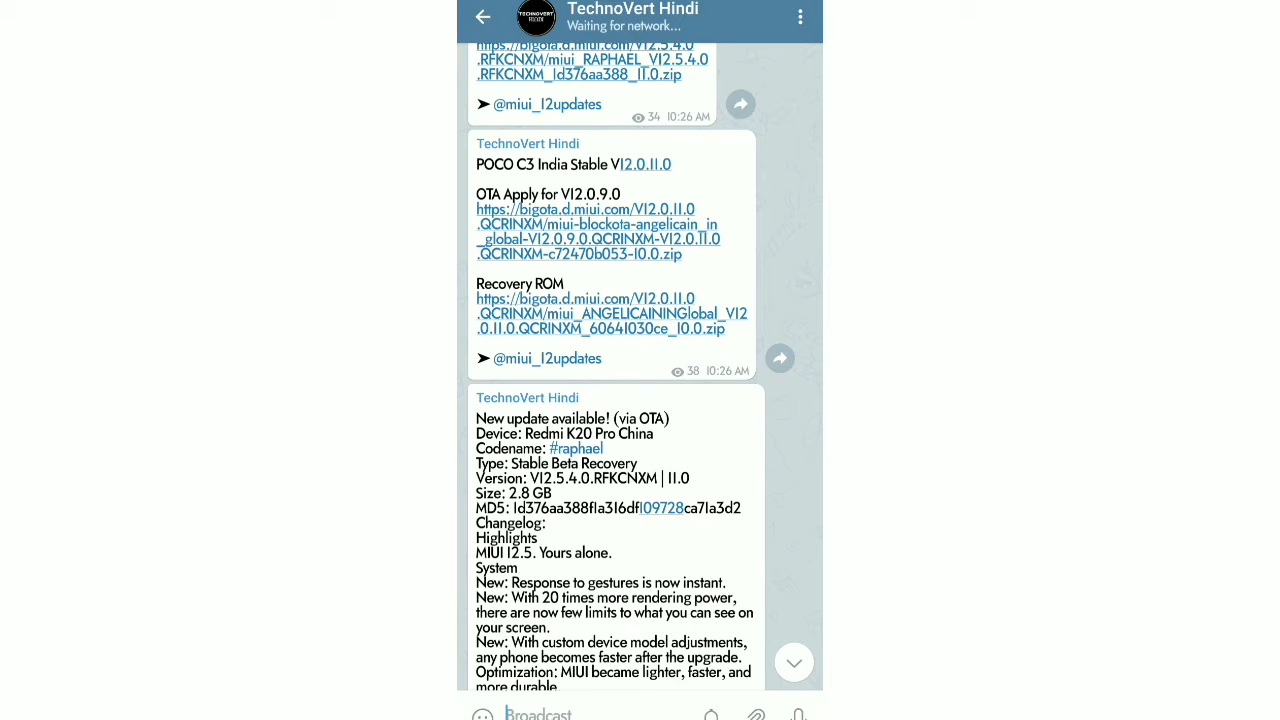 TechnoVert Hindi
Waiting for network...
TECHNOVERT
HINDI
https://bigota.d.miui.com/V12.5.4.0
.RFKCNXM/miui_RAPHAEL_V12.5.4.0
.RFKCNXM_1d376aa388_11.0.zip
➤ @miui_12updates
34 10:26 AM
TechnoVert Hindi
POCO C3 India Stable V12.0.11.0
OTA Apply for V12.0.9.0
https://bigota.d.miui.com/V12.0.11.0
.QCRINXM/miui-blockota-angelicain_in
_global-V12.0.9.0.QCRINXM-V12.0.11.0
.QCRINXM-c72470b053-10.0.zip
Recovery ROM
https://bigota.d.miui.com/V12.0.11.0
.QCRINXM/miui_ANGELICAININGlobal_V12
.0.11.0.QCRINXM_60641030ce_10.0.zip
➤ @miui_12updates
38 10:26 AM
TechnoVert Hindi
New update available! (via OTA)
Device: Redmi K20 Pro China
Codename: #raphael
Type: Stable Beta Recovery
Version: V12.5.4.0.RFKCNXM | 11.0
Size: 2.8 GB
MD5: 1d376aa388f1a316df109728ca71a3d2
Changelog:
Highlights
MIUI 12.5. Yours alone.
System
New: Response to gestures is now instant.
New: With 20 times more rendering power,
there are now few limits to what you can see on
your screen.
New: With custom device model adjustments,
any phone becomes faster after the upgrade.
Optimization: MIUI became lighter, faster, and
more durable.
Broadcast